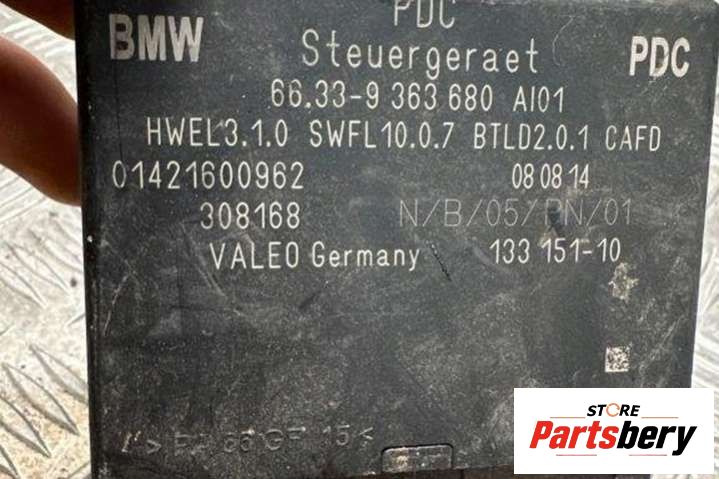 PDC
BMW Steuergeraet PDC
66.33-9 363 680 AI01
HWEL3.1.0 SWFL10.0.7 BTLD2.0.1 CAFD
01421600962 08 08 14
308168 N/B/05/PN/01
VALEO Germany 133 151-10
STORE
Partsbery